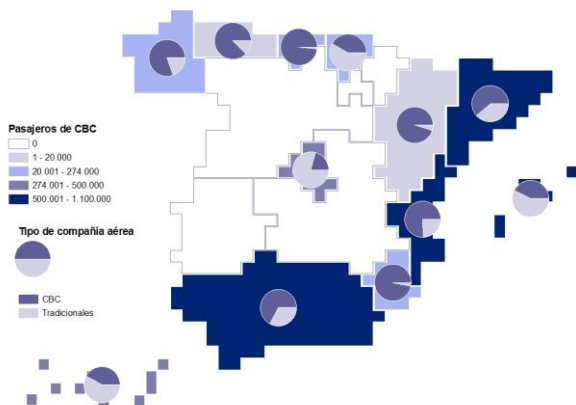 Pasajeros de CBC
0
1 - 20.000
20.001 - 274.000
274.001 - 500.000
500.001 - 1.100.000
Tipo de compañia aérea
CBC
Tradicionales